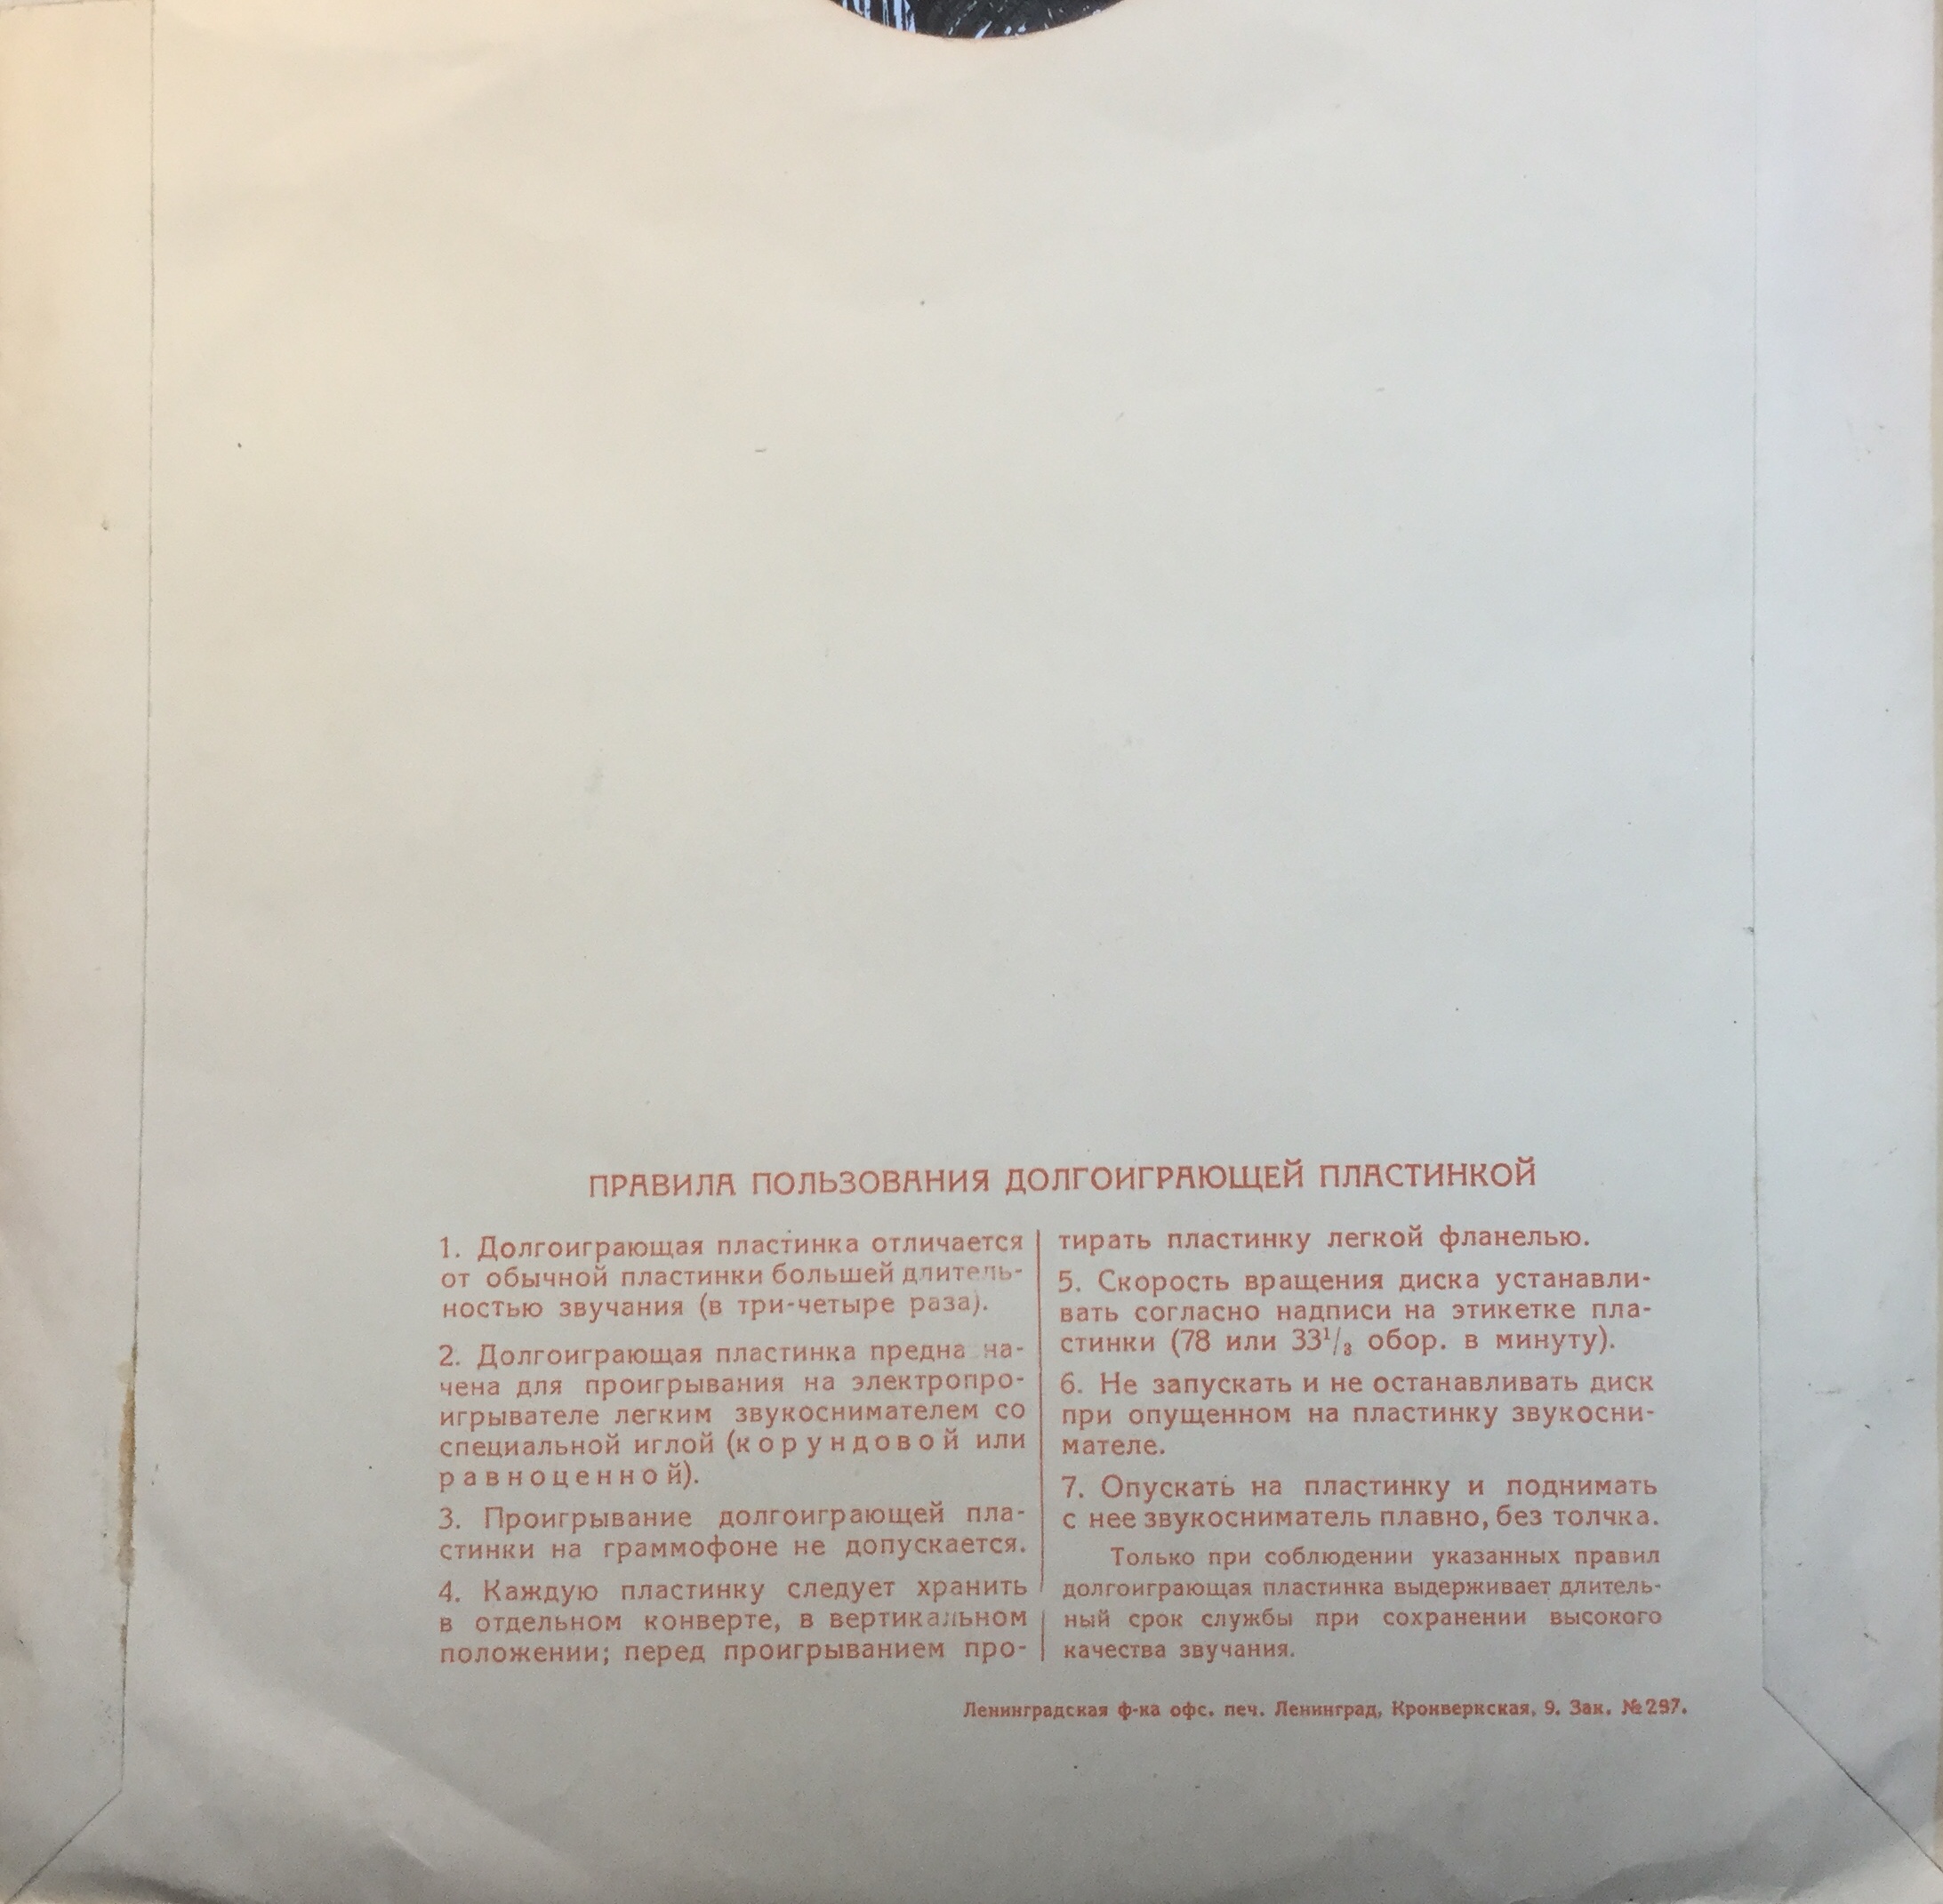 ПРАВИЛА ПОЛЬЗОВАНИЯ ДОЛГОИГРАЮЩЕЙ ПЛАСТИНКОЙ
1. Долгоиграющая пластинка отличается
от обычной пластинки большей длитель-
ностью звучания (в три-четыре раза).
2. Долгоиграющая пластинка предна на-
чена для проигрывания на электропро-
игрывателе легким звукоснимателем со
специальной иглой (корундовой или
равноценной).
3. Проигрывание долгоиграющей пла-
стинки на граммофоне не допускается.
4. Каждую пластинку следует хранить
в отдельном конверте, в вертикальном
положении; перед проигрыванием про-
тирать пластинку легкой фланелью.
5. Скорость вращения диска устанавли-
вать согласно надписи на этикетке пла-
стинки (78 или 33¹/₃ обор. в минуту).
6. Не запускать и не останавливать диск
при опущенном на пластинку звукосни-
мателе.
7. Опускать на пластинку и поднимать
с нее звукосниматель плавно, без толчка.
Только при соблюдении указанных правил
долгоиграющая пластинка выдерживает длитель-
ный срок службы при сохранении высокого
качества звучания.
Ленинградская ф-ка офс. печ. Ленинград, Кронверкская, 9. Зак. №